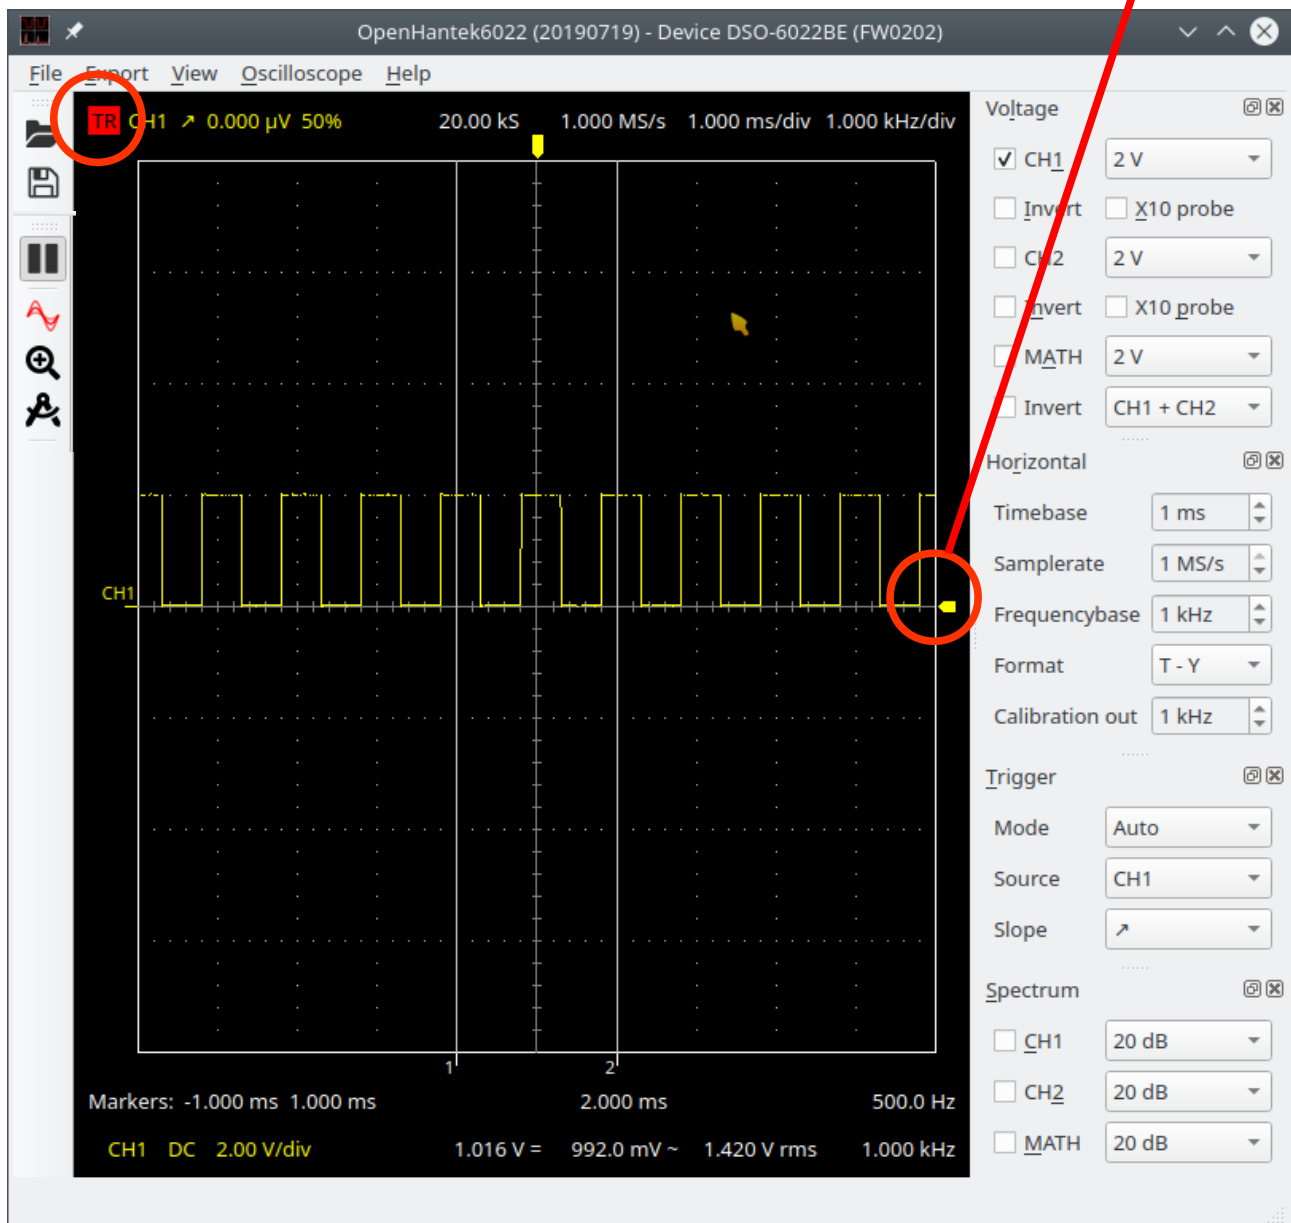 OpenHantek6022 (20190719) - Device DSO-6022BE (FW0202)
File Export View Oscilloscope Help
TR CH1 ↗ 0.000 µV 50% 20.00 kS 1.000 MS/s 1.000 ms/div 1.000 kHz/div
CH1
1 2
Markers: -1.000 ms 1.000 ms 2.000 ms 500.0 Hz
CH1 DC 2.00 V/div 1.016 V = 992.0 mV ~ 1.420 V rms 1.000 kHz
Voltage
CH1 2 V
Invert X10 probe
CH2 2 V
Invert X10 probe
MATH 2 V
Invert CH1 + CH2
Horizontal
Timebase 1 ms
Samplerate 1 MS/s
Frequencybase 1 kHz
Format T - Y
Calibration out 1 kHz
Trigger
Mode Auto
Source CH1
Slope ↗
Spectrum
CH1 20 dB
CH2 20 dB
MATH 20 dB